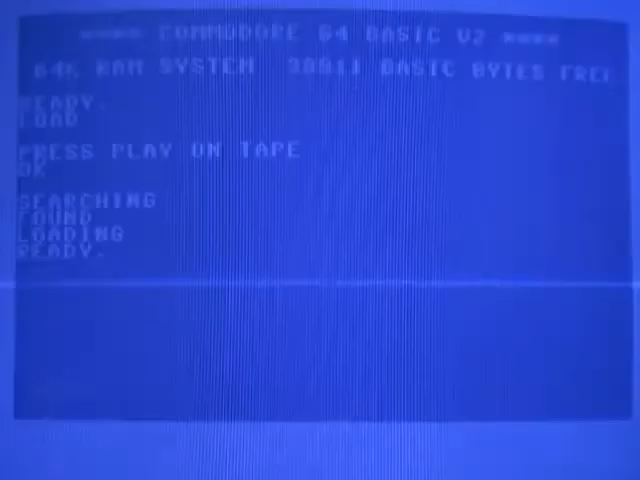 **** COMMODORE 64 BASIC V2 ****
64K RAM SYSTEM 38911 BASIC BYTES FREE
READY.
LOAD
PRESS PLAY ON TAPE
OK
SEARCHING
FOUND
LOADING
READY.